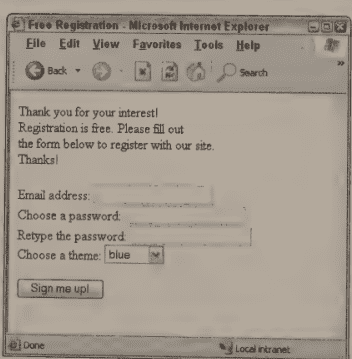 Free Registration - Microsoft Internet Explorer
File Edit View Favorites Tools Help
Back Search »
Thank you for your interest!
Registration is free. Please fill out
the form below to register with our site.
Thanks!
Email address:
Choose a password:
Retype the password:
Choose a theme: blue
Sign me up!
Done Local intranet